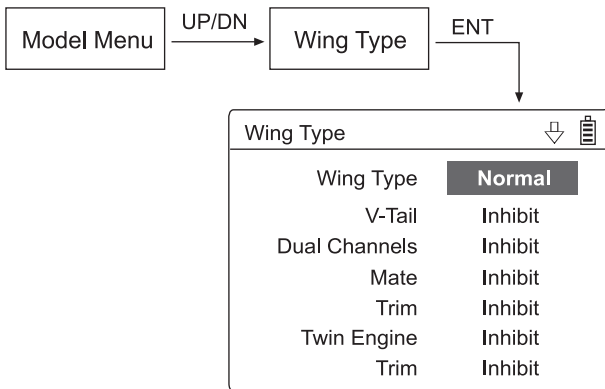 Model Menu
UP/DN
Wing Type
ENT
Wing Type
Wing Type Normal
V-Tail Inhibit
Dual Channels Inhibit
Mate Inhibit
Trim Inhibit
Twin Engine Inhibit
Trim Inhibit